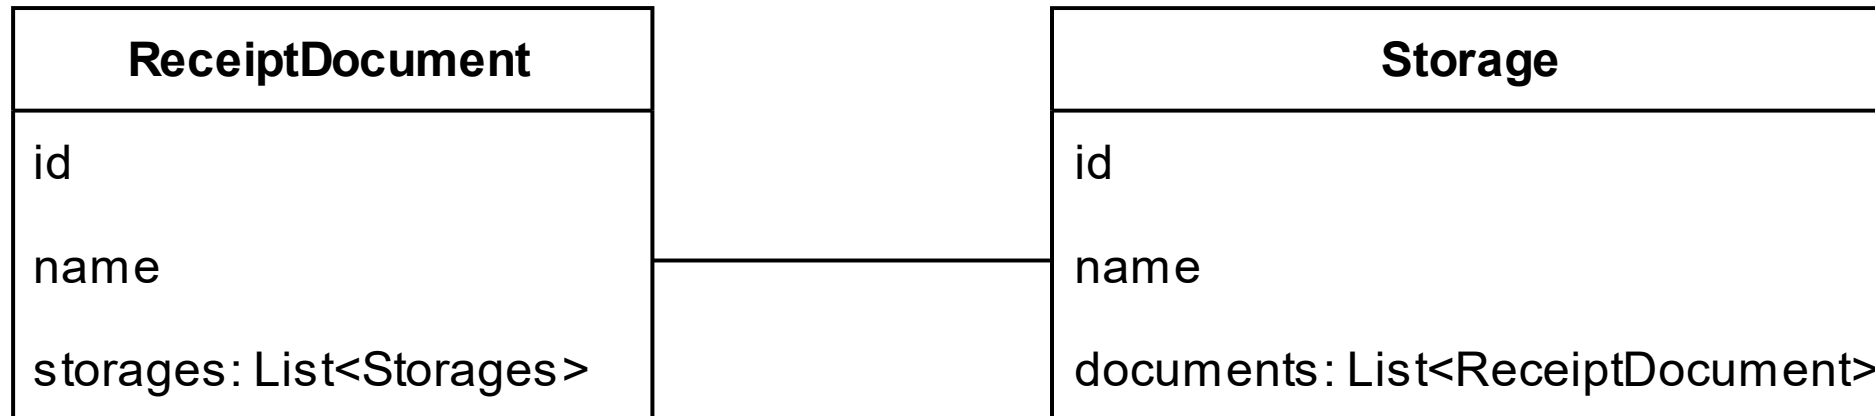 ReceiptDocument
id
name
storages: List<Storages>
Storage
id
name
documents: List<ReceiptDocument>